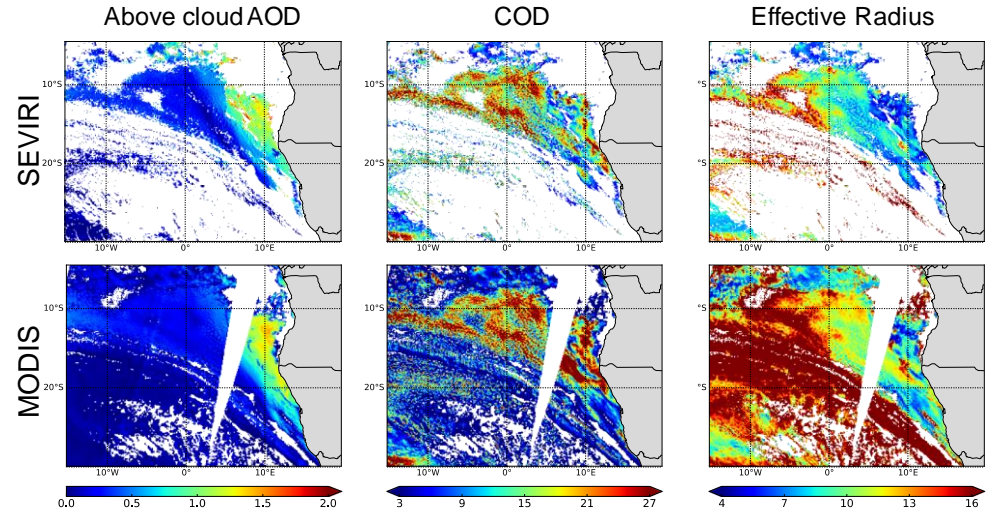 Above cloud AOD COD Effective Radius
SEVIRI
10°S 10°S °S
20°S 20°S °S
10°W 0° 10°E 10°W 0° 10°E 10°W 0° 10°E
MODIS
10°S 10°S °S
20°S 20°S °S
10°W 0° 10°E 10°W 0° 10°E 10°W 0° 10°E
0.0 0.5 1.0 1.5 2.0 3 9 15 21 27 4 7 10 13 16